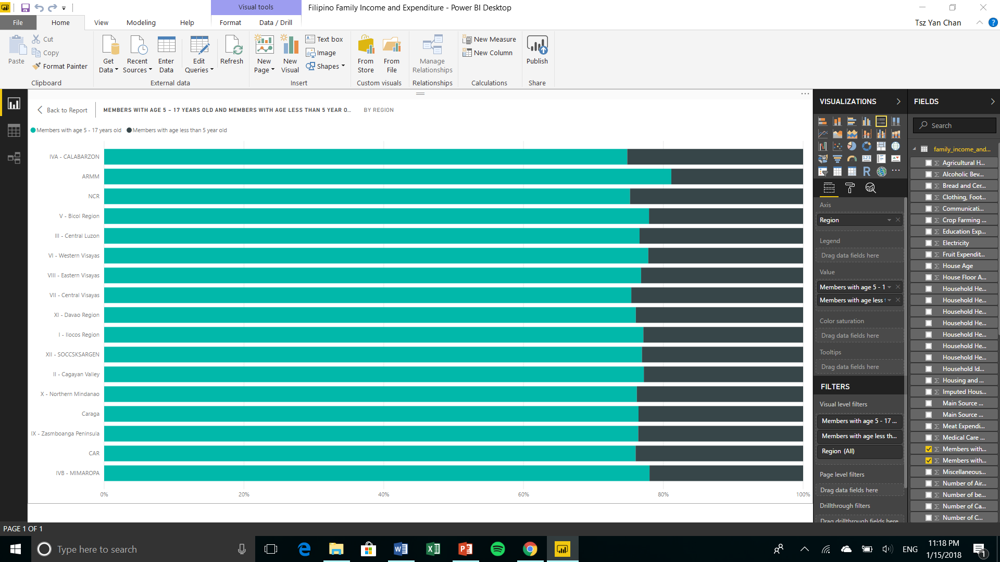 Visual tools
Filipino Family Income and Expenditure - Power BI Desktop
File Home View Modeling Help Format Data / Drill
Tsz Yan Chan
Paste
Cut
Copy
Format Painter
Clipboard
Get Data
Recent Sources
Enter Data
Edit Queries
Refresh
External data
New Page
New Visual
Text box
Image
Shapes
Insert
From Store
From File
Custom visuals
Manage Relationships
Relationships
New Measure
New Column
Calculations
Publish
Share
Back to Report
MEMBERS WITH AGE 5 - 17 YEARS OLD AND MEMBERS WITH AGE LESS THAN 5 YEAR O...
BY REGION
Members with age 5 - 17 years old
Members with age less than 5 year old
IVA - CALABARZON
ARMM
NCR
V - Bicol Region
III - Central Luzon
VI - Western Visayas
VIII - Eastern Visayas
VII - Central Visayas
XI - Davao Region
I - Ilocos Region
XII - SOCCSKSARGEN
II - Cagayan Valley
X - Northern Mindanao
Caraga
IX - Zasmboanga Peninsula
CAR
IVB - MIMAROPA
0% 20% 40% 60% 80% 100%
VISUALIZATIONS
123
R
Axis
Region
Legend
Drag data fields here
Value
Members with age 5 - 1
Members with age less
Color saturation
Drag data fields here
Tooltips
Drag data fields here
FILTERS
Visual level filters
Members with age 5 - 17 ...
Members with age less th...
Region (All)
Page level filters
Drag data fields here
Drillthrough filters
Drag drillthrough fields here
FIELDS
Search
family_income_and...
Agricultural H...
Alcoholic Bev...
Bread and Cer...
Clothing, Foot...
Communicati...
Crop Farming ...
Education Exp...
Electricity
Fruit Expendit...
House Age
House Floor A...
Household He...
Household He...
Household He...
Household He...
Household He...
Household He...
Household He...
Household Id...
Housing and ...
Imputed Hous...
Main Source ...
Main Source ...
Meat Expendi...
Medical Care ...
Members with...
Members with...
Miscellaneous...
Number of Air...
Number of be...
Number of Ca...
Number of C...
PAGE 1 OF 1
Type here to search
ENG
11:18 PM
1/15/2018
1